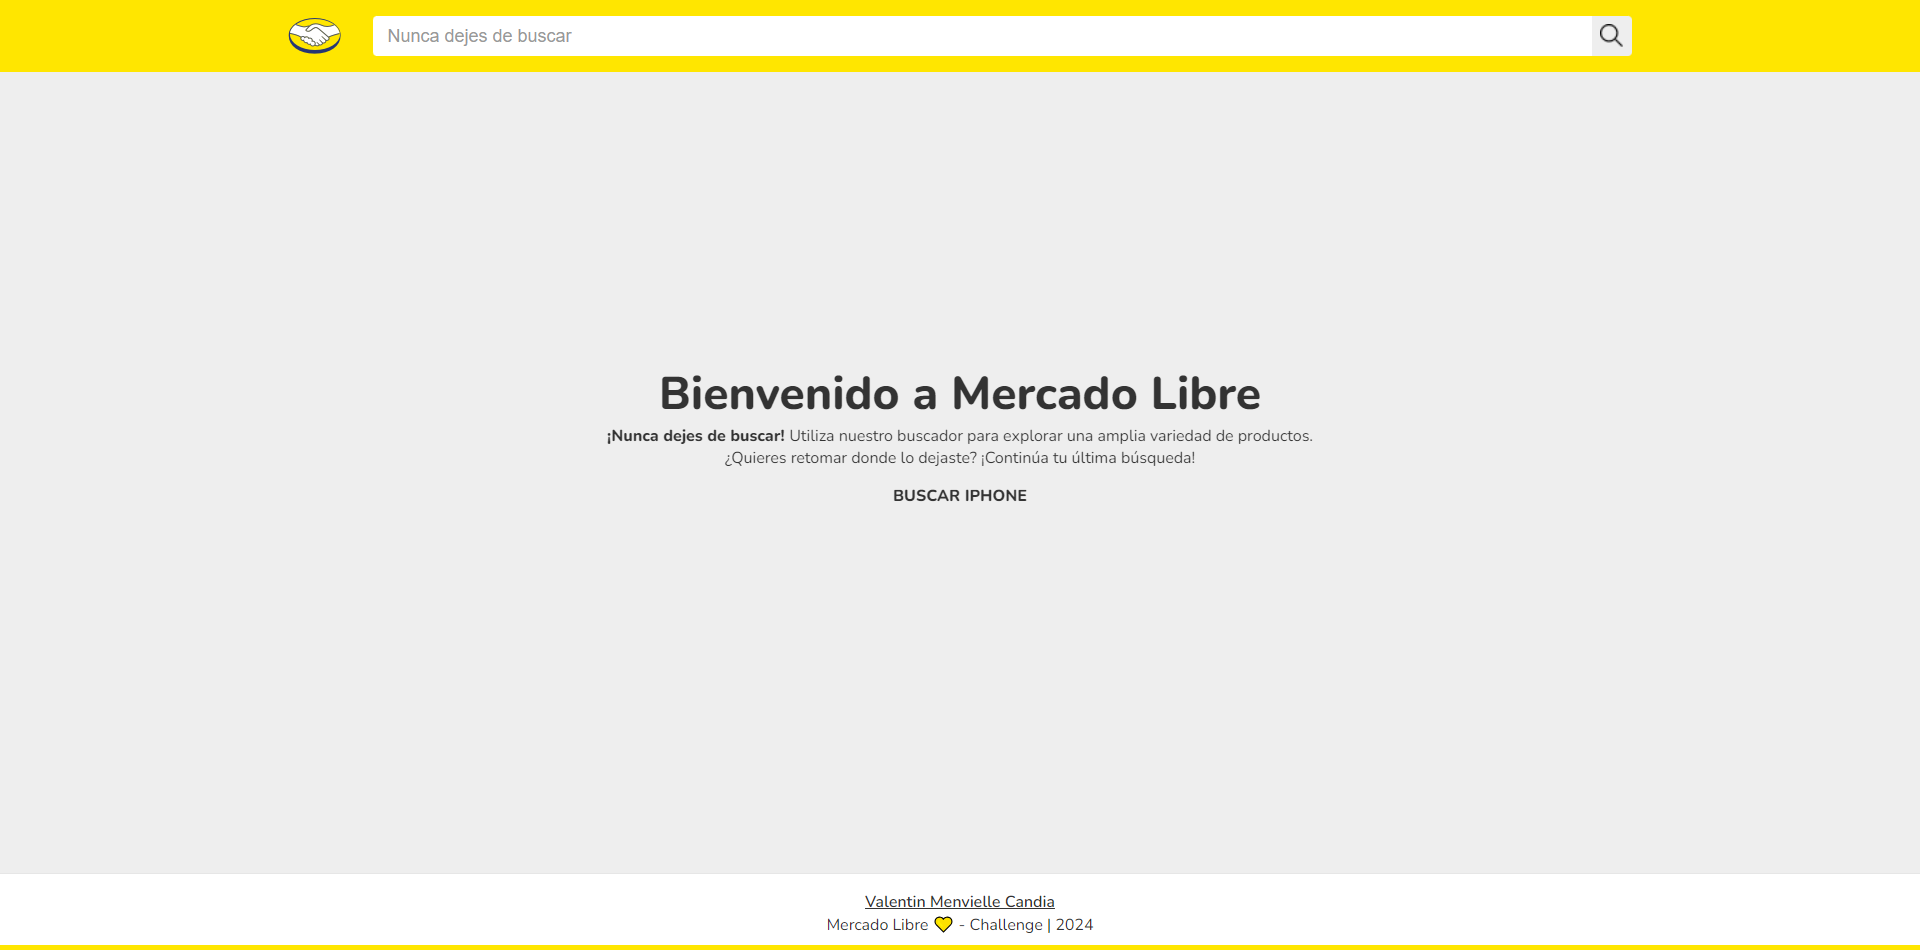 Nunca dejes de buscar
Bienvenido a Mercado Libre
¡Nunca dejes de buscar! Utiliza nuestro buscador para explorar una amplia variedad de productos.
¿Quieres retomar donde lo dejaste? ¡Continúa tu última búsqueda!
BUSCAR IPHONE
Valentin Menvielle Candia
Mercado Libre 💛 - Challenge | 2024